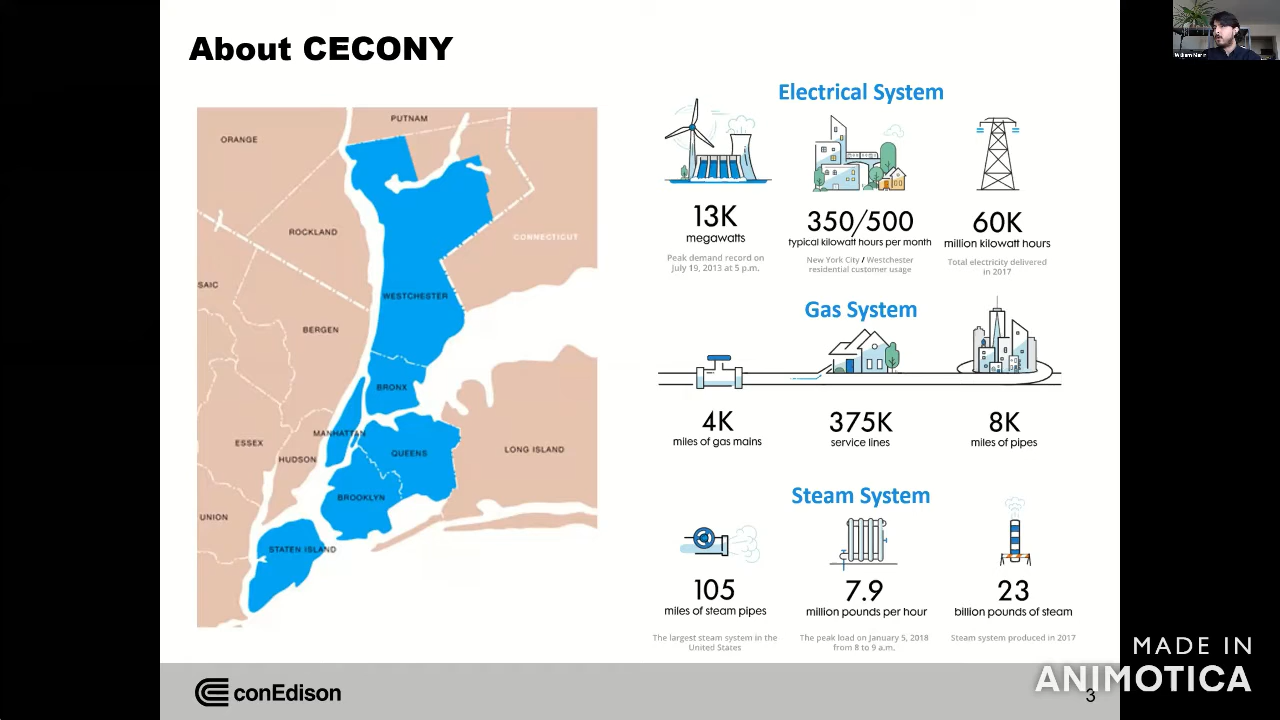 About CECONY
PUTNAM
ORANGE
ROCKLAND
CONNECTICUT
SAIC
WESTCHESTER
BERGEN
BRONX
MANHATTAN
ESSEX
HUDSON
QUEENS
LONG ISLAND
BROOKLYN
UNION
STATEN ISLAND
Electrical System
13K
megawatts
Peak demand record on
July 19, 2013 at 5 p.m.
350/500
typical kilowatt hours per month
New York City / Westchester
residential customer usage
60K
million kilowatt hours
Total electricity delivered
in 2017
Gas System
4K
miles of gas mains
375K
service lines
8K
miles of pipes
Steam System
105
miles of steam pipes
The largest steam system in the
United States
7.9
million pounds per hour
The peak load on January 5, 2018
from 8 to 9 a.m.
23
billion pounds of steam
Steam system produced in 2017
conEdison
3
MADE IN
ANIMOTICA